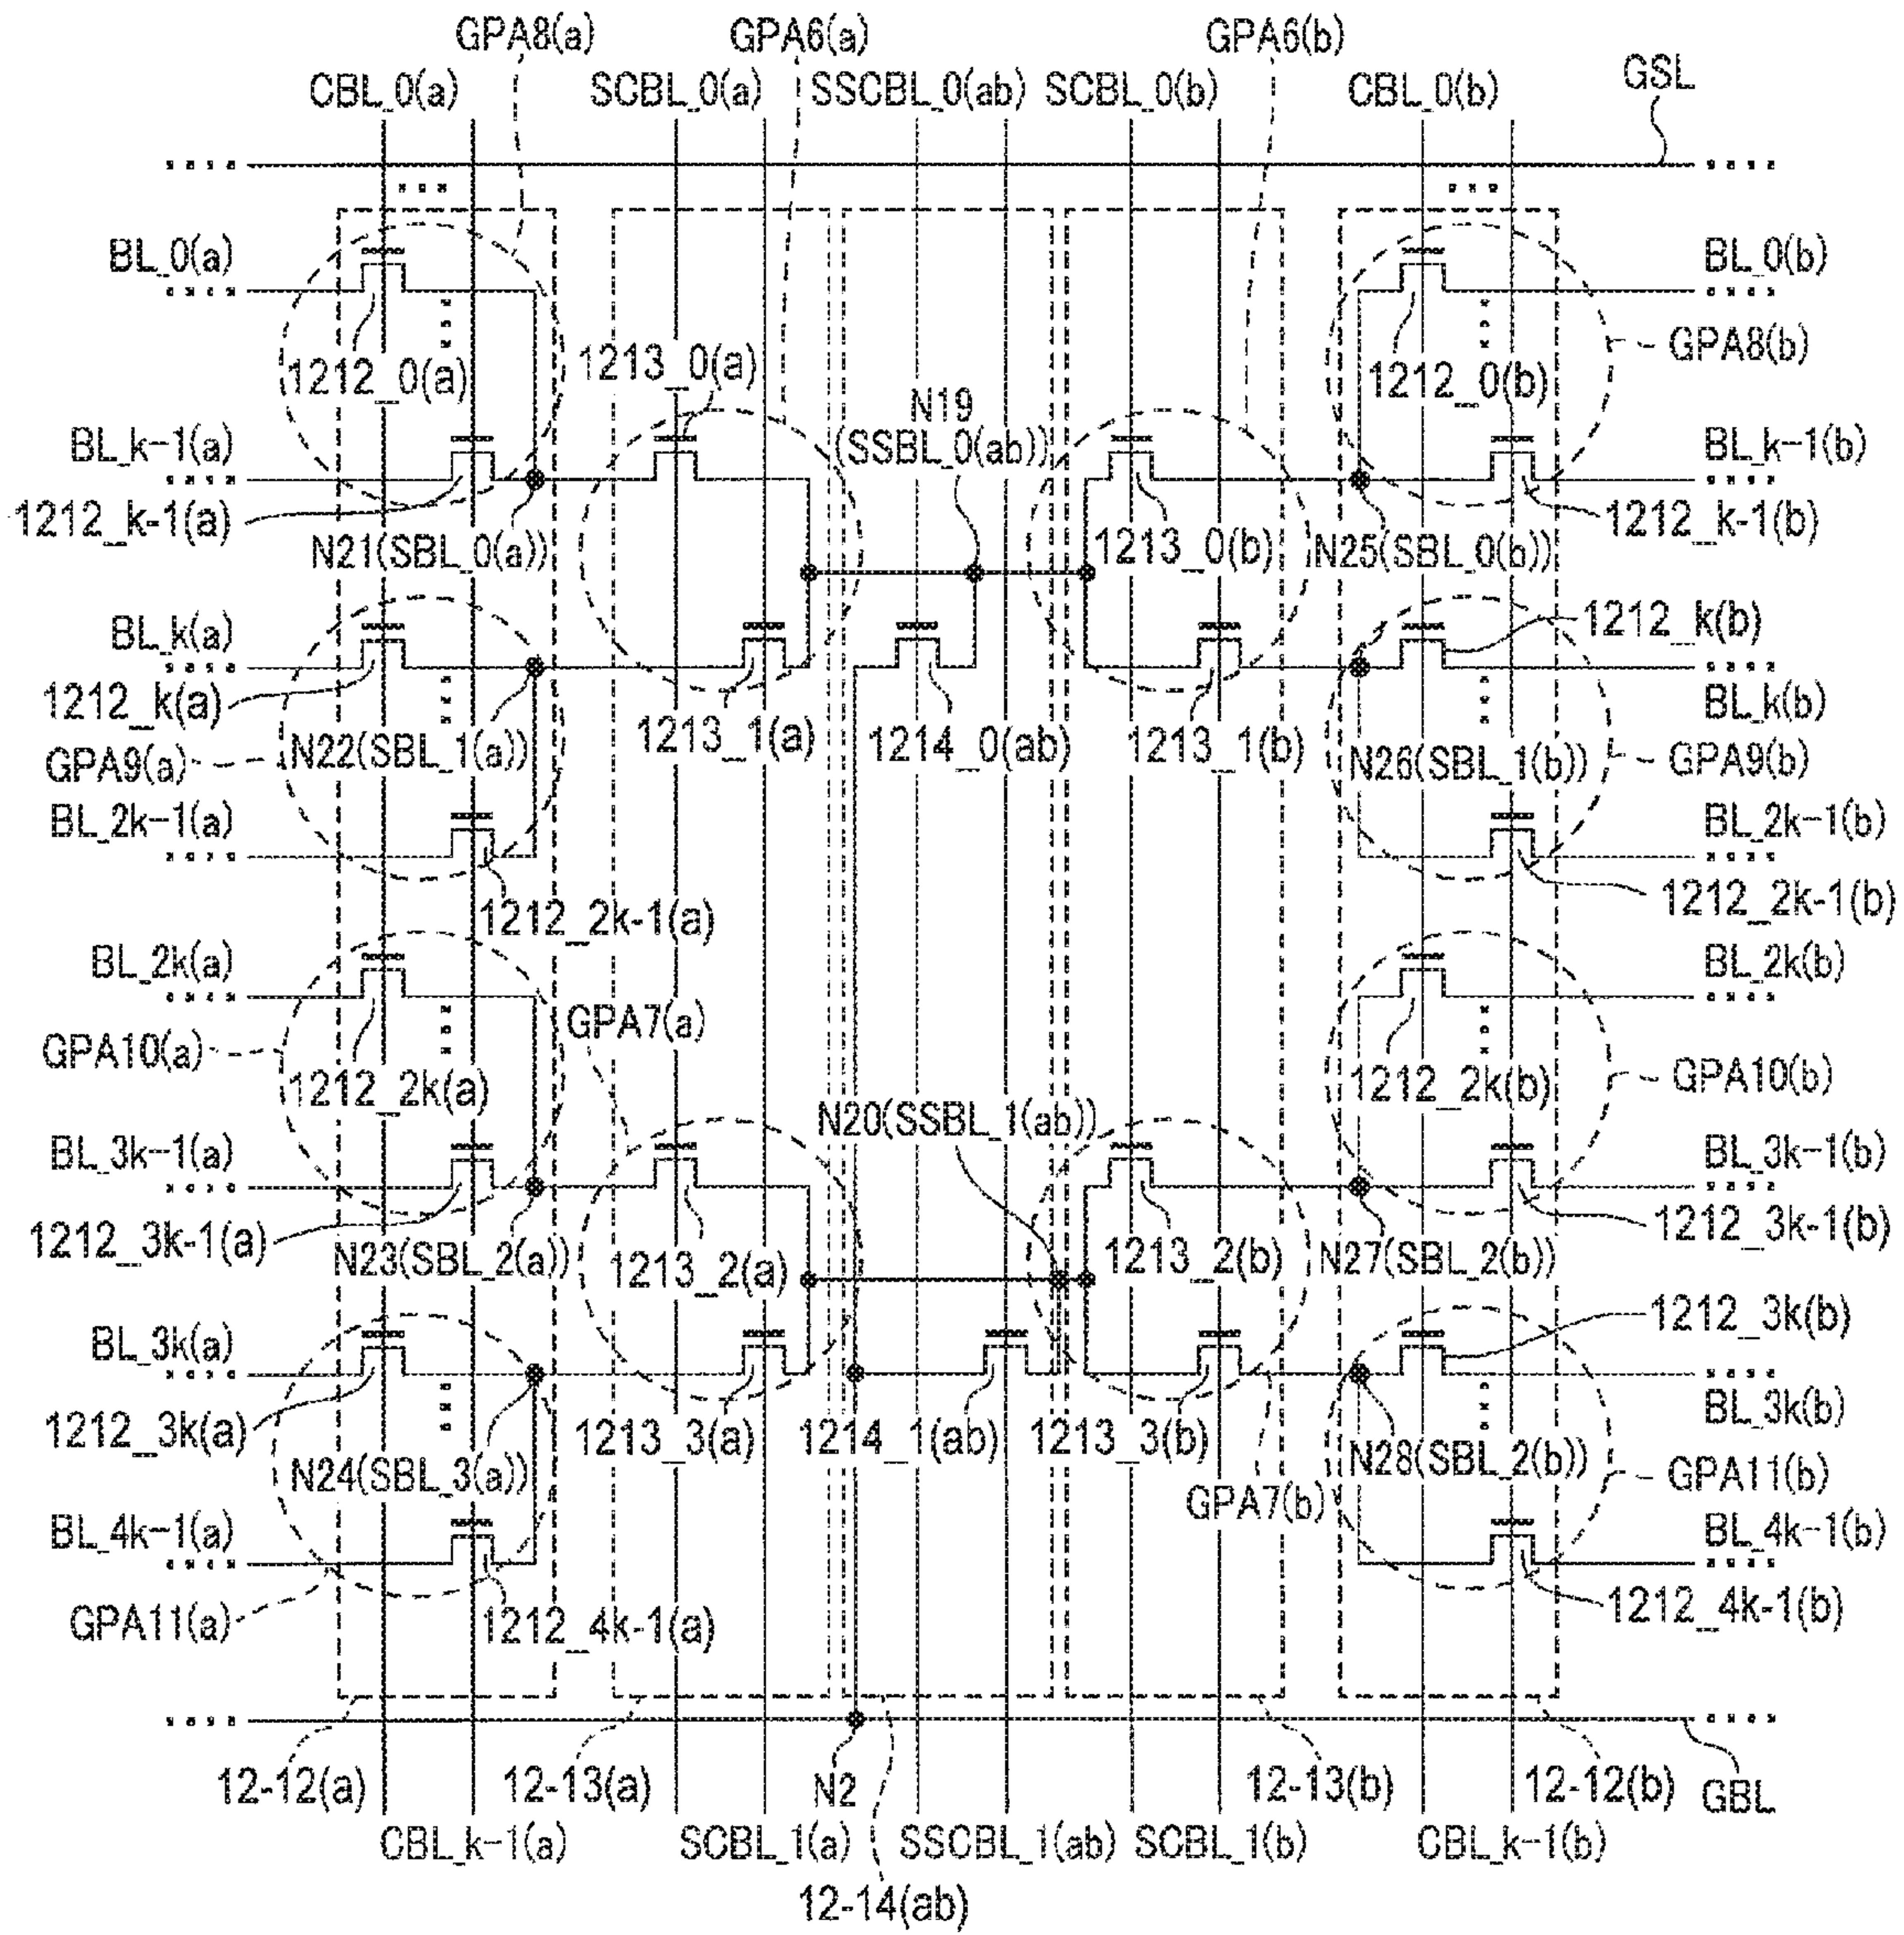 GPA8(a) GPA6(a) GPA6(b)
CBL_0(a) SCBL_0(a) SSCBL_0(ab) SCBL_0(b) CBL_0(b) GSL
BL_0(a) BL_0(b)
1212_0(a) 1213_0(a) 1212_0(b) GPA8(b)
N19
(SSBL_0(ab))
BL_k-1(a) BL_k-1(b)
1212_k-1(a) 1212_k-1(b)
N21(SBL_0(a)) 1213_0(b) N25(SBL_0(b))
BL_k(a) 1212_k(b)
1212_k(a) BL_k(b)
1213_1(a) 1214_0(ab) 1213_1(b)
GPA9(a) N22(SBL_1(a)) N26(SBL_1(b)) GPA9(b)
BL_2k-1(a) BL_2k-1(b)
1212_2k-1(a) 1212_2k-1(b)
BL_2k(a) BL_2k(b)
GPA7(a)
GPA10(a) 1212_2k(a) 1212_2k(b) GPA10(b)
N20(SSBL_1(ab))
BL_3k-1(a) BL_3k-1(b)
1212_3k-1(a) 1212_3k-1(b)
N23(SBL_2(a)) 1213_2(a) 1213_2(b) N27(SBL_2(b))
BL_3k(a) 1212_3k(b)
1212_3k(a) 1213_3(a) 1214_1(ab) 1213_3(b) BL_3k(b)
N24(SBL_3(a)) N28(SBL_2(b)) GPA11(b)
GPA7(b)
BL_4k-1(a) BL_4k-1(b)
GPA11(a) 1212_4k-1(a) 1212_4k-1(b)
12-12(a) 12-13(a) N2 12-13(b) 12-12(b) GBL
CBL_k-1(a) SCBL_1(a) SSCBL_1(ab) SCBL_1(b) CBL_k-1(b)
12-14(ab)